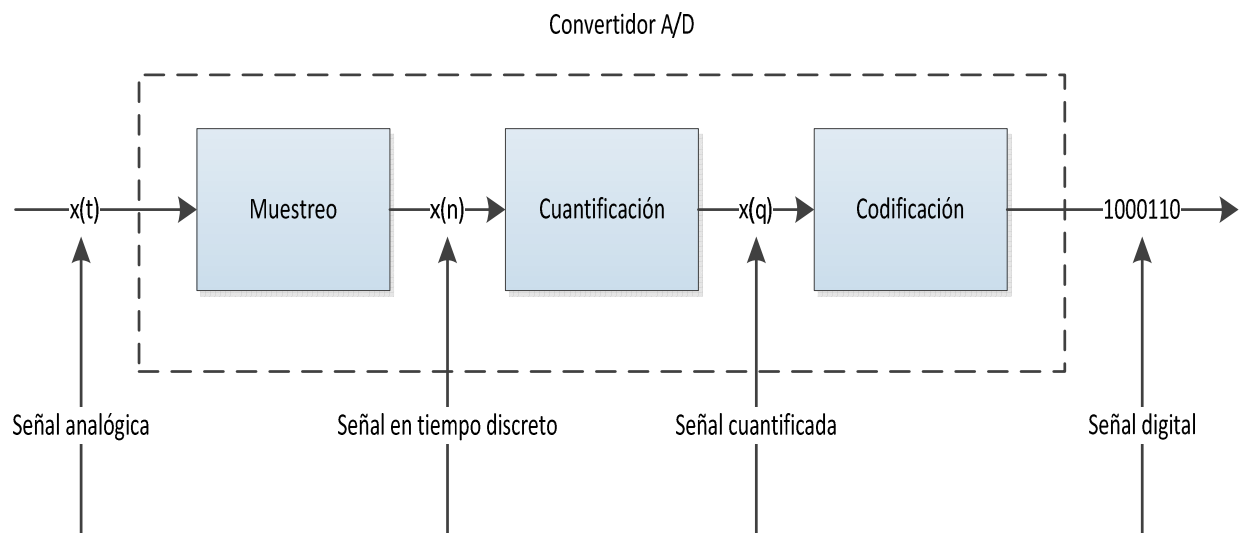 Convertidor A/D
x(t)
Muestreo
x(n)
Cuantificación
x(q)
Codificación
1000110
Señal analógica
Señal en tiempo discreto
Señal cuantificada
Señal digital